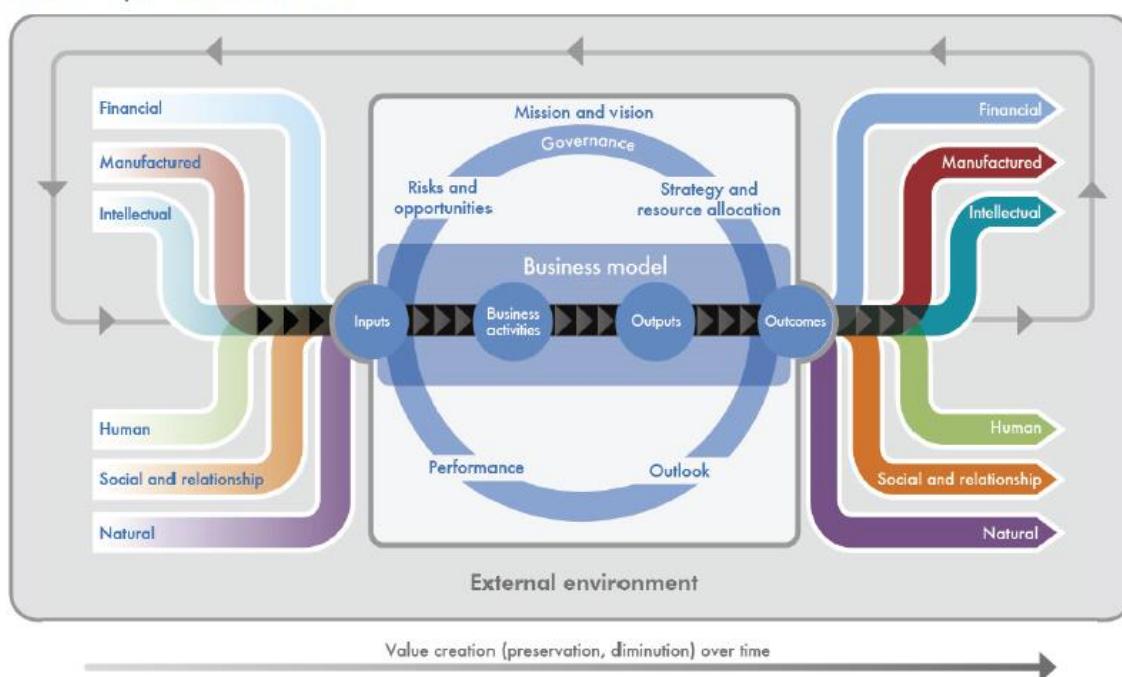 Financial
Manufactured
Intellectual
Human
Social and relationship
Natural
Mission and vision
Governance
Risks and
opportunities
Strategy and
resource allocation
Business model
Inputs
Business
activities
Outputs
Outcomes
Performance
Outlook
Financial
Manufactured
Intellectual
Human
Social and relationship
Natural
External environment
Value creation (preservation, diminution) over time